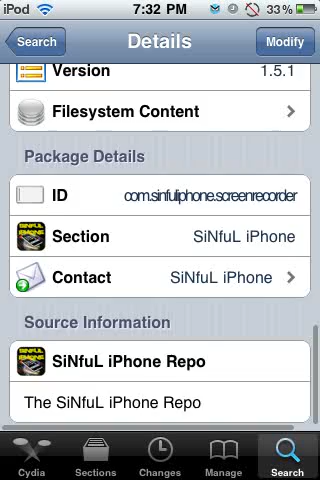 iPod 7:32 PM 33%
Search Details Modify
Version 1.5.1
Filesystem Content
Package Details
ID com.sinfuliphone.screenrecorder
Section SiNfuL iPhone
Contact SiNfuL iPhone
Source Information
SiNfuL iPhone Repo
The SiNfuL iPhone Repo
Cydia Sections Changes Manage Search